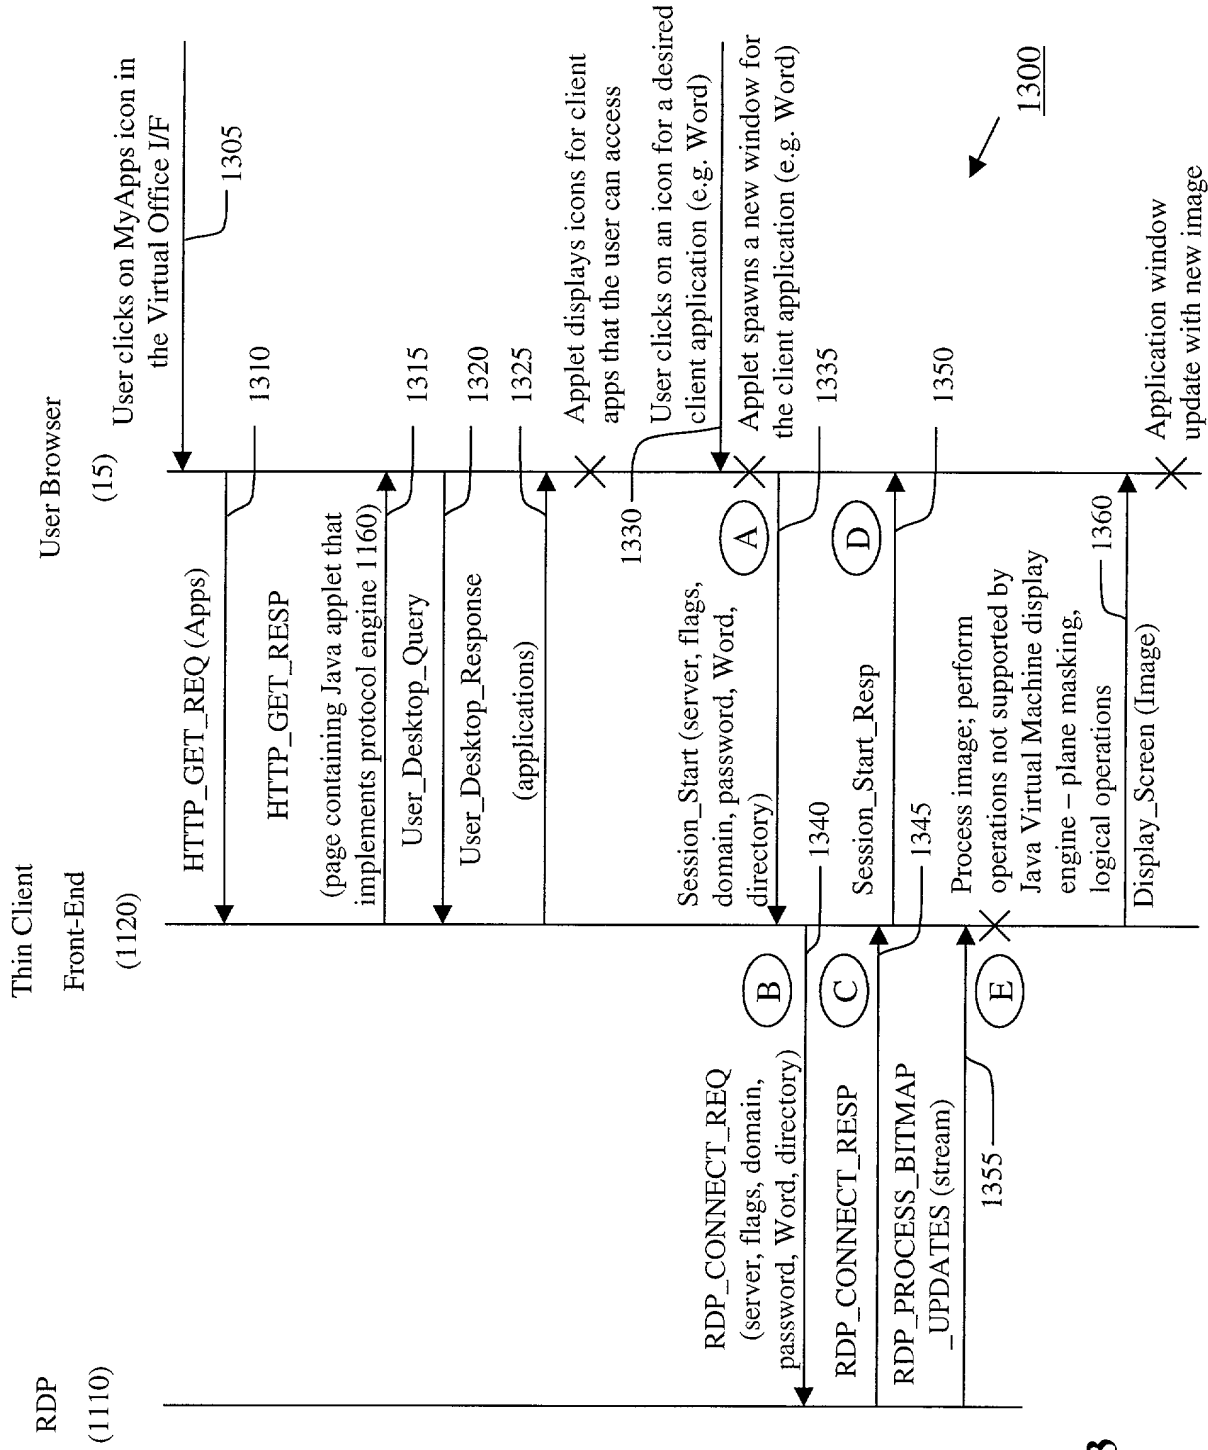 RDP
(1110)
Thin Client
Front-End
(1120)
User Browser
(15)
User clicks on MyApps icon in
the Virtual Office I/F
1305
HTTP_GET_REQ (Apps)
1310
HTTP_GET_RESP
(page containing Java applet that
implements protocol engine 1160)
1315
User_Desktop_Query
1320
User_Desktop_Response
(applications)
1325
Applet displays icons for client
apps that the user can access
User clicks on an icon for a desired
client application (e.g. Word)
1330
Applet spawns a new window for
the client application (e.g. Word)
A
Session_Start (server, flags,
domain, password, Word,
directory)
1335
B
RDP_CONNECT_REQ
(server, flags, domain,
password, Word, directory)
1340
C
RDP_CONNECT_RESP
1345
D
Session_Start_Resp
1350
RDP_PROCESS_BITMAP
_UPDATES (stream)
1355
E
Process image; perform
operations not supported by
Java Virtual Machine display
engine – plane masking,
logical operations
Display_Screen (Image)
1360
Application window
update with new image
1300